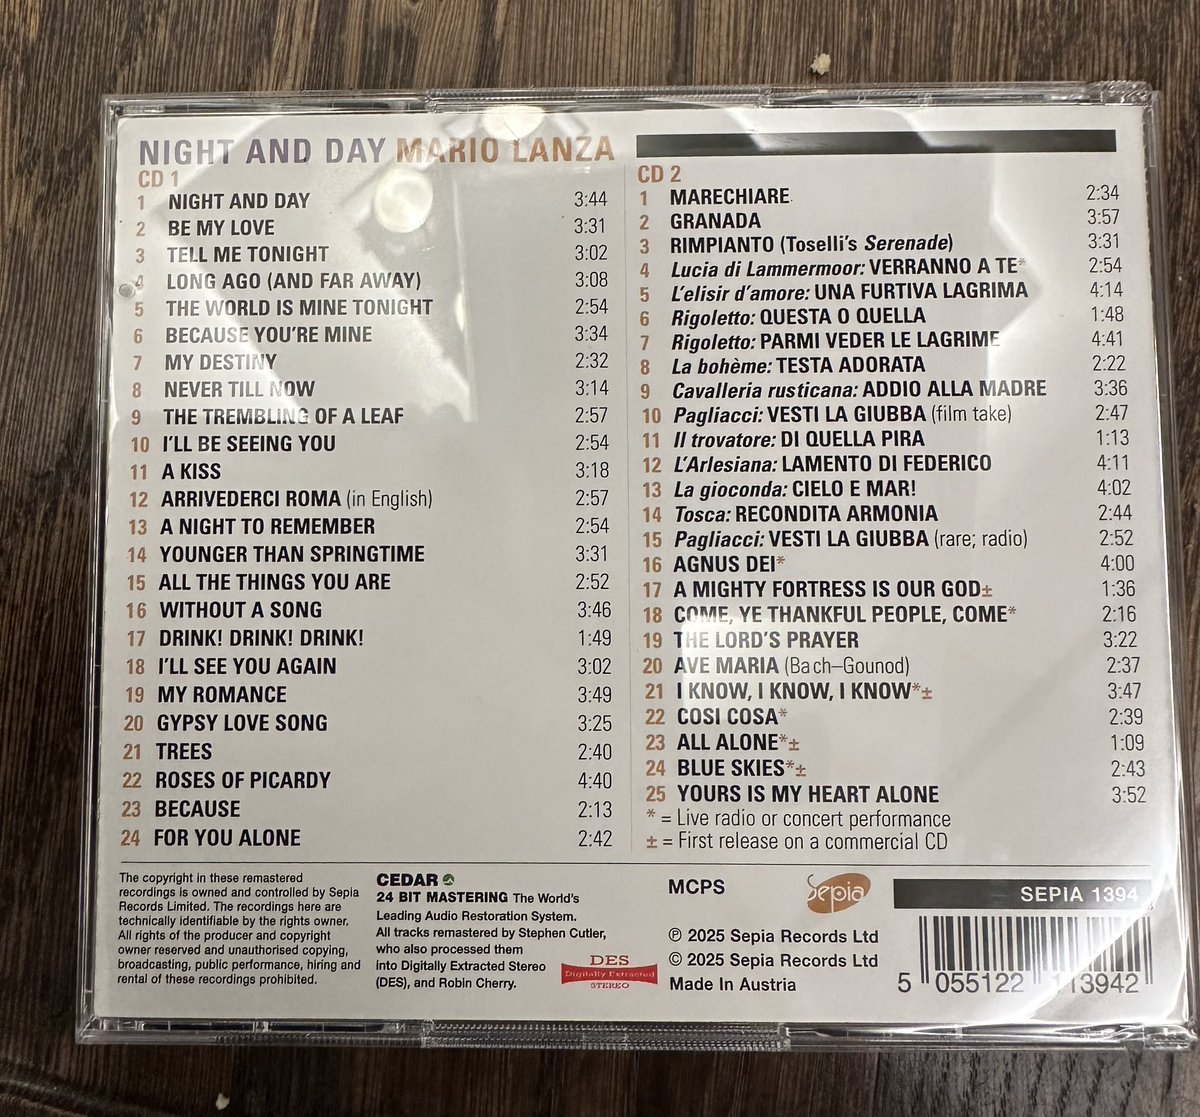 NIGHT AND DAY MARIO LANZA
CD 1
1 NIGHT AND DAY 3:44
2 BE MY LOVE 3:31
3 TELL ME TONIGHT 3:02
4 LONG AGO (AND FAR AWAY) 3:08
5 THE WORLD IS MINE TONIGHT 2:54
6 BECAUSE YOU'RE MINE 3:34
7 MY DESTINY 2:32
8 NEVER TILL NOW 3:14
9 THE TREMBLING OF A LEAF 2:57
10 I'LL BE SEEING YOU 2:54
11 A KISS 3:18
12 ARRIVEDERCI ROMA (in English) 2:57
13 A NIGHT TO REMEMBER 2:54
14 YOUNGER THAN SPRINGTIME 3:31
15 ALL THE THINGS YOU ARE 2:52
16 WITHOUT A SONG 3:46
17 DRINK! DRINK! DRINK! 1:49
18 I'LL SEE YOU AGAIN 3:02
19 MY ROMANCE 3:49
20 GYPSY LOVE SONG 3:25
21 TREES 2:40
22 ROSES OF PICARDY 4:40
23 BECAUSE 2:13
24 FOR YOU ALONE 2:42
CD 2
1 MARECHIARE 2:34
2 GRANADA 3:57
3 RIMPIANTO (Toselli's Serenade) 3:31
4 Lucia di Lammermoor: VERRANNO A TE* 2:54
5 L'elisir d'amore: UNA FURTIVA LAGRIMA 4:14
6 Rigoletto: QUESTA O QUELLA 1:48
7 Rigoletto: PARMI VEDER LE LAGRIME 4:41
8 La bohème: TESTA ADORATA 2:22
9 Cavalleria rusticana: ADDIO ALLA MADRE 3:36
10 Pagliacci: VESTI LA GIUBBA (film take) 2:47
11 Il trovatore: DI QUELLA PIRA 1:13
12 L'Arlesiana: LAMENTO DI FEDERICO 4:11
13 La gioconda: CIELO E MAR! 4:02
14 Tosca: RECONDITA ARMONIA 2:44
15 Pagliacci: VESTI LA GIUBBA (rare; radio) 2:52
16 AGNUS DEI* 4:00
17 A MIGHTY FORTRESS IS OUR GOD± 1:36
18 COME, YE THANKFUL PEOPLE, COME* 2:16
19 THE LORD'S PRAYER 3:22
20 AVE MARIA (Bach–Gounod) 2:37
21 I KNOW, I KNOW, I KNOW*± 3:47
22 COSI COSA* 2:39
23 ALL ALONE*± 1:09
24 BLUE SKIES*± 2:43
25 YOURS IS MY HEART ALONE 3:52
* = Live radio or concert performance
± = First release on a commercial CD
The copyright in these remastered
recordings is owned and controlled by Sepia
Records Limited. The recordings here are
technically identifiable by the rights owner.
All rights of the producer and copyright
owner reserved and unauthorised copying,
broadcasting, public performance, hiring and
rental of these recordings prohibited.
CEDAR
24 BIT MASTERING The World's
Leading Audio Restoration System.
All tracks remastered by Stephen Cutler,
who also processed them
into Digitally Extracted Stereo
(DES), and Robin Cherry.
DES
Digitally Extracted
STEREO
MCPS
Sepia
℗ 2025 Sepia Records Ltd
© 2025 Sepia Records Ltd
Made In Austria
SEPIA 1394
5 055122 113942